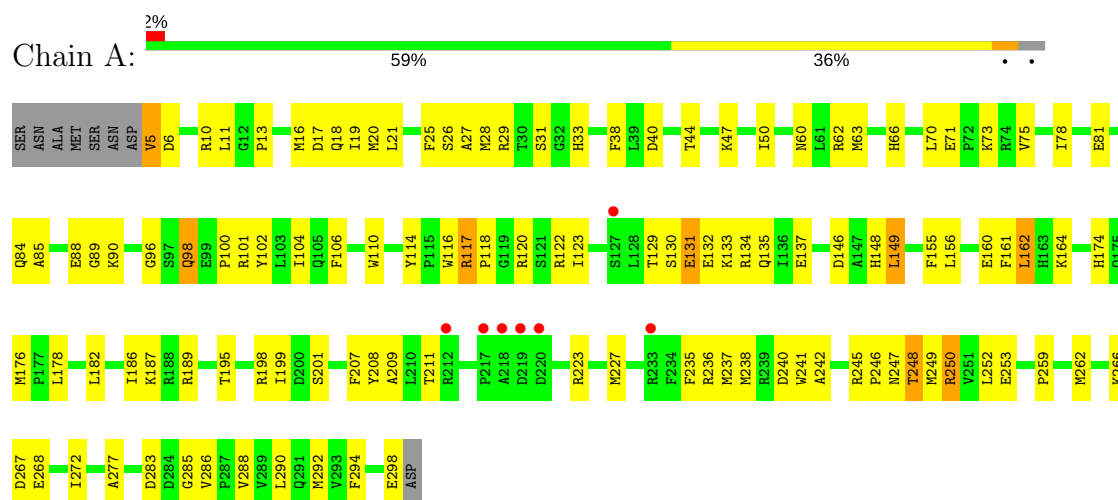 2%
Chain A:
59% 36% • •
SER ASN ALA MET SER ASN ASP V5 D6 R10 L11 G12 P13 M16 D17 Q18 I19 M20 L21 F25 S26 A27 M28 R29 T30 S31 G32 H33 F38 L39 D40 T44 K47 I50 N60 L61 R62 M63 H66 L70 E71 P72 K73 R74 V75 I78 E81
Q84 A85 E88 G89 K90 G96 S97 Q98 E99 P100 R101 Y102 L103 I104 Q105 F106 W110 Y114 P115 W116 R117 P118 G119 R120 S121 R122 I123 S127 L128 T129 S130 E131 E132 K133 R134 Q135 I136 E137 D146 A147 H148 L149 F155 L156 E160 F161 L162 H163 K164 H174 Q175
M176 P177 L178 L182 I186 K187 R188 R189 T195 R198 I199 D200 S201 F207 Y208 A209 L210 T211 R212 P217 A218 D219 D220 R223 M227 R233 F234 F235 R236 M237 M238 R239 D240 W241 A242 R245 P246 N247 T248 M249 R250 V251 L252 E253 P259 M262 K266
D267 E268 I272 A277 D283 D284 G285 V286 P287 V288 V289 L290 Q291 M292 V293 F294 E298 ASP